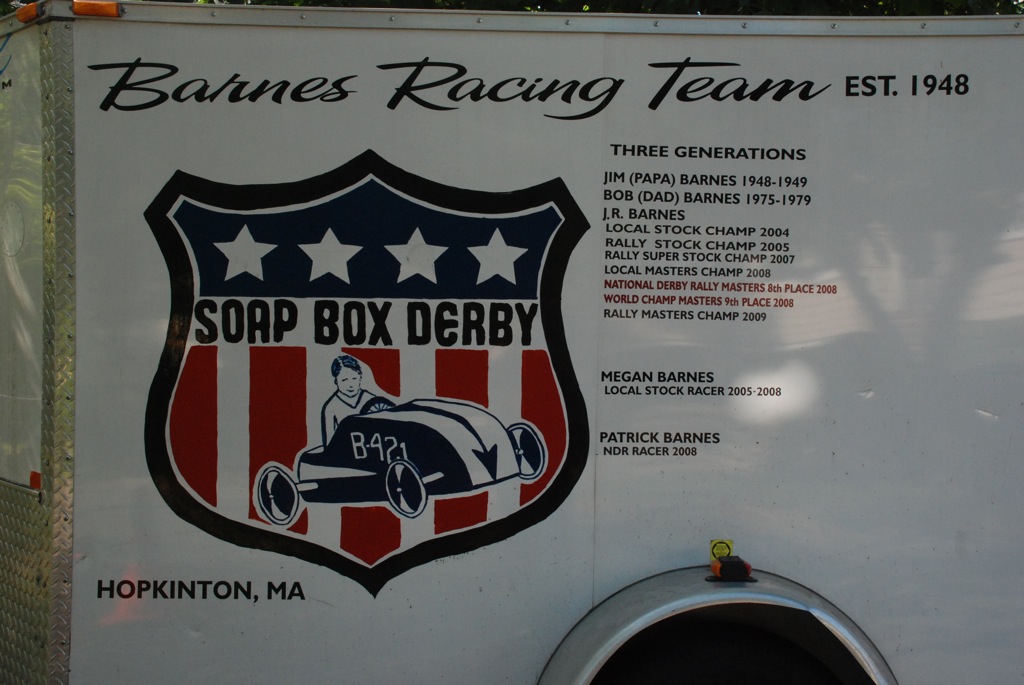 Barnes Racing Team EST. 1948
THREE GENERATIONS
JIM (PAPA) BARNES 1948-1949
BOB (DAD) BARNES 1975-1979
J.R. BARNES
LOCAL STOCK CHAMP 2004
RALLY STOCK CHAMP 2005
RALLY SUPER STOCK CHAMP 2007
LOCAL MASTERS CHAMP 2008
NATIONAL DERBY RALLY MASTERS 8th PLACE 2008
WORLD CHAMP MASTERS 9th PLACE 2008
RALLY MASTERS CHAMP 2009
MEGAN BARNES
LOCAL STOCK RACER 2005-2008
PATRICK BARNES
NDR RACER 2008
SOAP BOX DERBY
B-421
HOPKINTON, MA
M